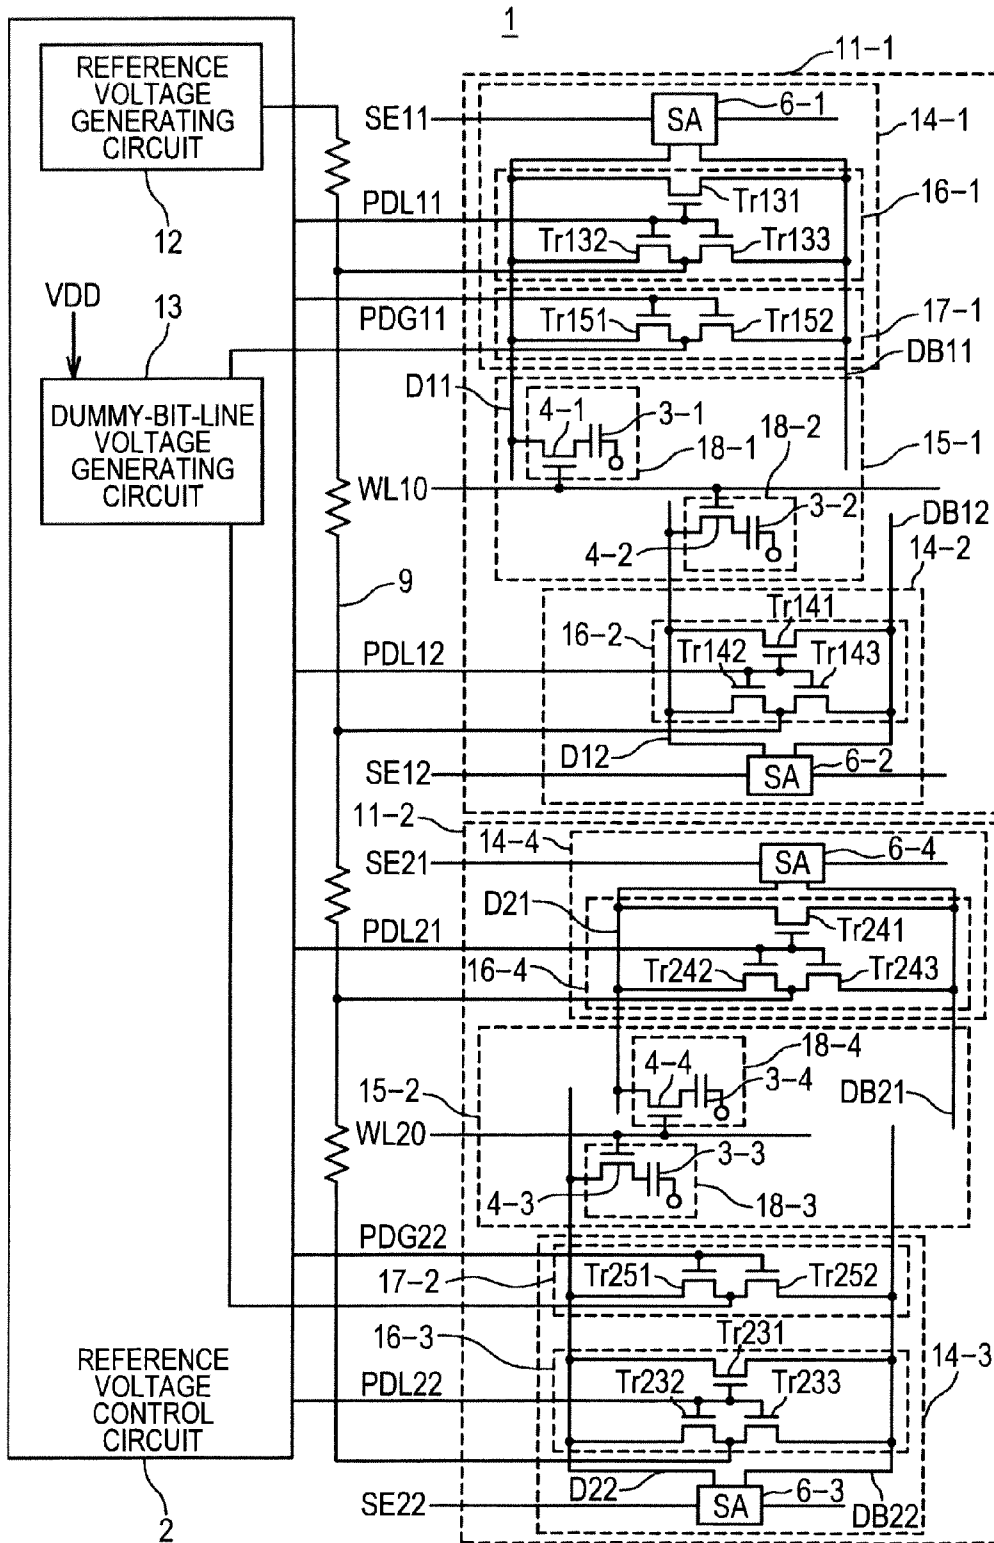 1
11-1
REFERENCE
VOLTAGE
GENERATING
CIRCUIT
12
SE11
SA
6-1
14-1
PDL11
Tr131
16-1
Tr132
Tr133
VDD
13
PDG11
Tr151
Tr152
17-1
DUMMY-BIT-LINE
VOLTAGE
GENERATING
CIRCUIT
D11
DB11
4-1
3-1
18-1
18-2
15-1
WL10
3-2
4-2
DB12
14-2
9
Tr141
16-2
PDL12
Tr142
Tr143
D12
SE12
SA
6-2
11-2
14-4
SE21
SA
6-4
D21
Tr241
PDL21
16-4
Tr242
Tr243
18-4
4-4
3-4
15-2
DB21
WL20
3-3
4-3
18-3
PDG22
17-2
Tr251
Tr252
16-3
Tr231
14-3
PDL22
Tr232
Tr233
REFERENCE
VOLTAGE
CONTROL
CIRCUIT
2
D22
SE22
SA
6-3
DB22